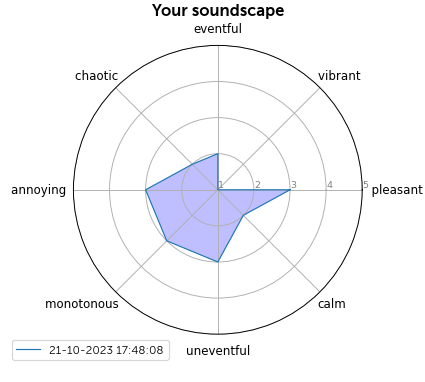 Your soundscape
eventful
chaotic
vibrant
annoying
1 2 3 4 5
pleasant
monotonous
calm
uneventful
21-10-2023 17:48:08